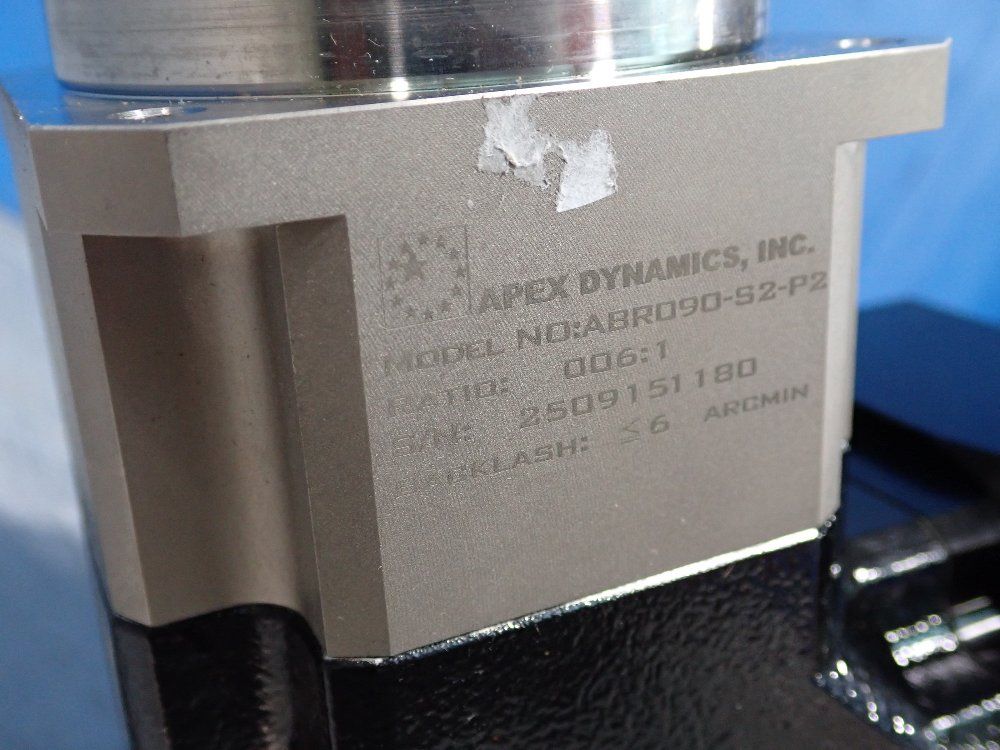 APEX DYNAMICS, INC.
MODEL NO:ABR090-S2-P2
RATIO: 006:1
S/N: 2509151180
BACKLASH: ≤6 ARCMIN